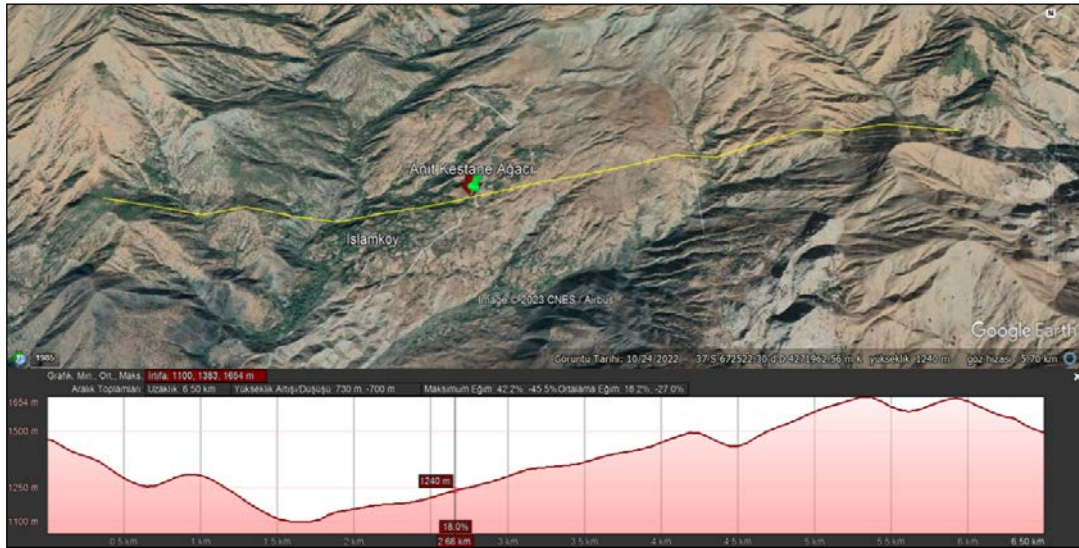 N
Anıt Kestane Ağacı
İslamköy
Image © 2023 CNES / Airbus
Google Earth
1985
Görüntü Tarihi: 10/24/2022 37 S 672522.30 d D 4271962.56 m K yükseklik 1240 m göz hizası 5.70 km
Grafik, Min., Ort., Maks. İrtifa: 1100, 1383, 1654 m
Aralık Toplamları: Uzaklık: 6.50 km Yükseklik Artışı/Düşüşü: 730 m, -700 m Maksimum Eğim: 42.2%, -45.5% Ortalama Eğim: 18.2%, -27.0%
1654 m
1500 m
1250 m
1100 m
1240 m
18.0%
0.5 km 1 km 1.5 km 2 km 2.66 km 3 km 3.5 km 4 km 4.5 km 5 km 5.5 km 6 km 6.50 km